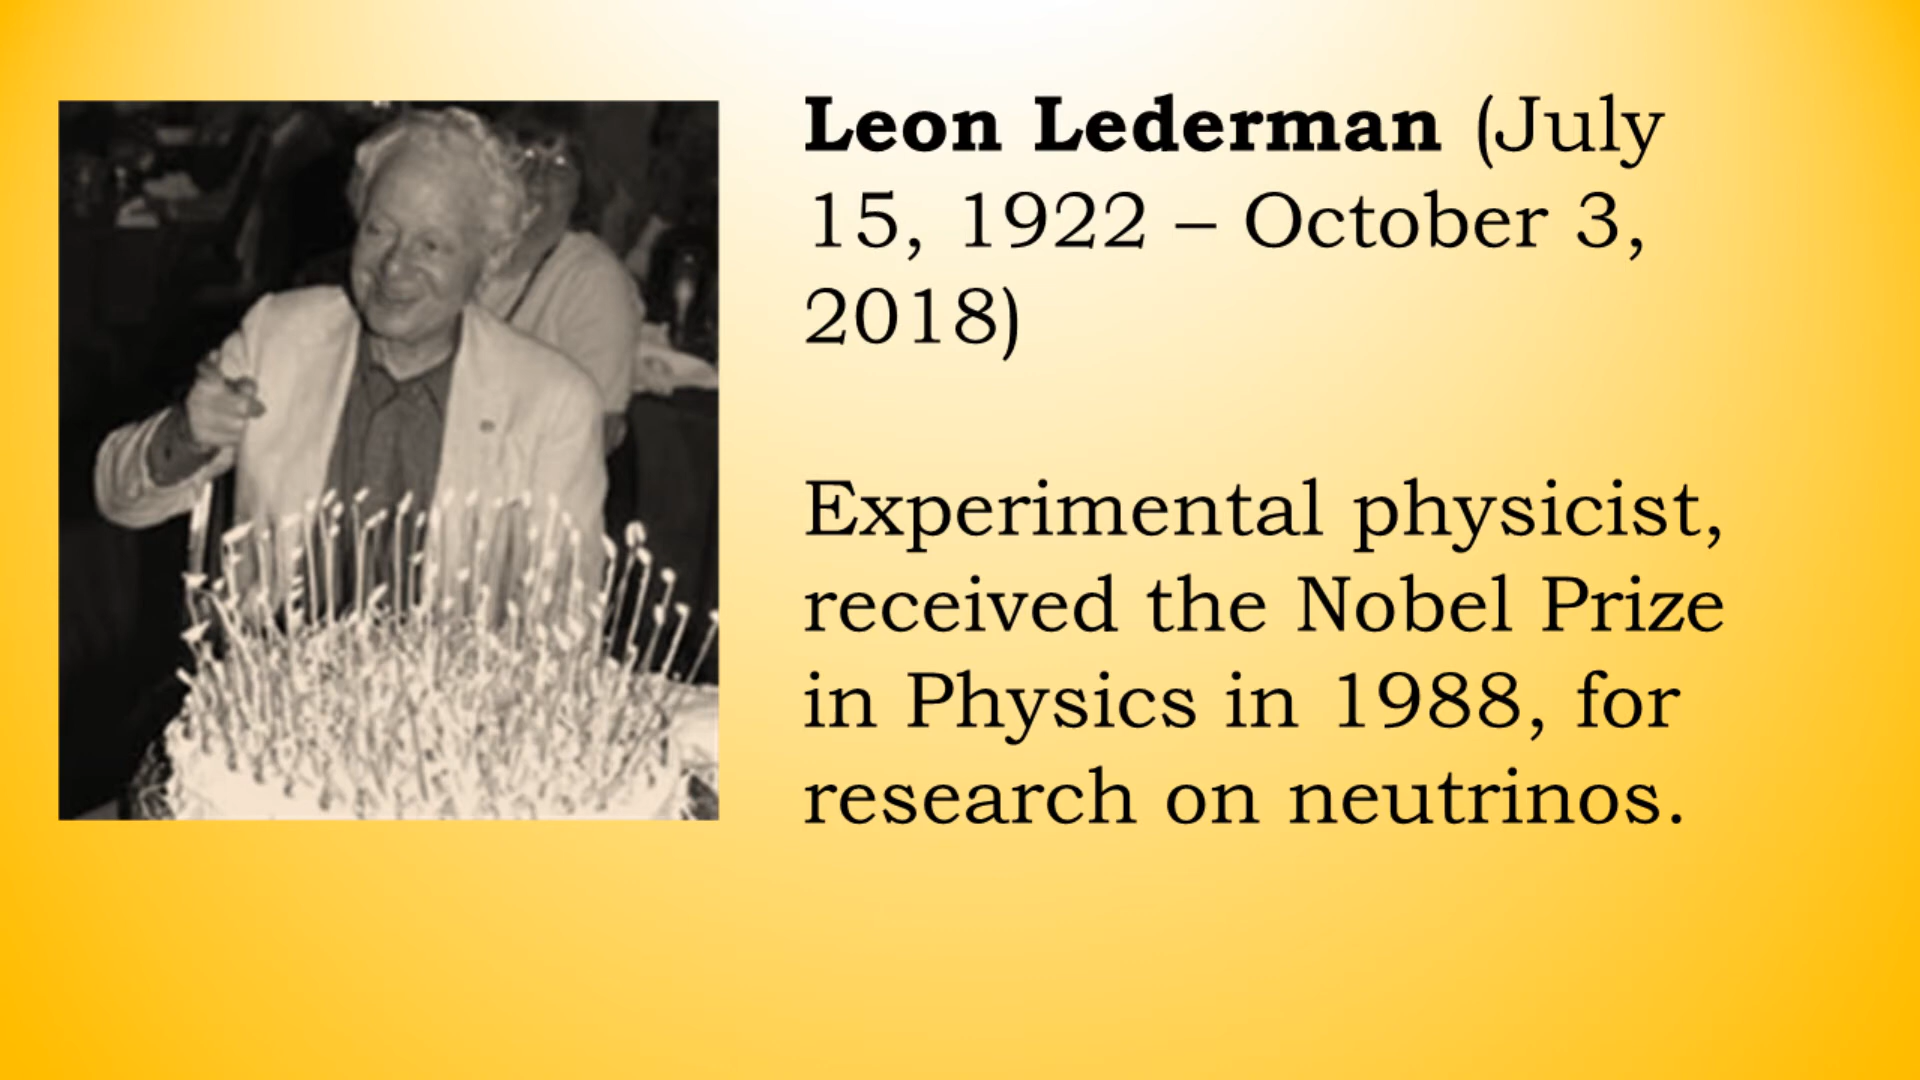 Leon Lederman (July
15, 1922 – October 3,
2018)
Experimental physicist,
received the Nobel Prize
in Physics in 1988, for
research on neutrinos.